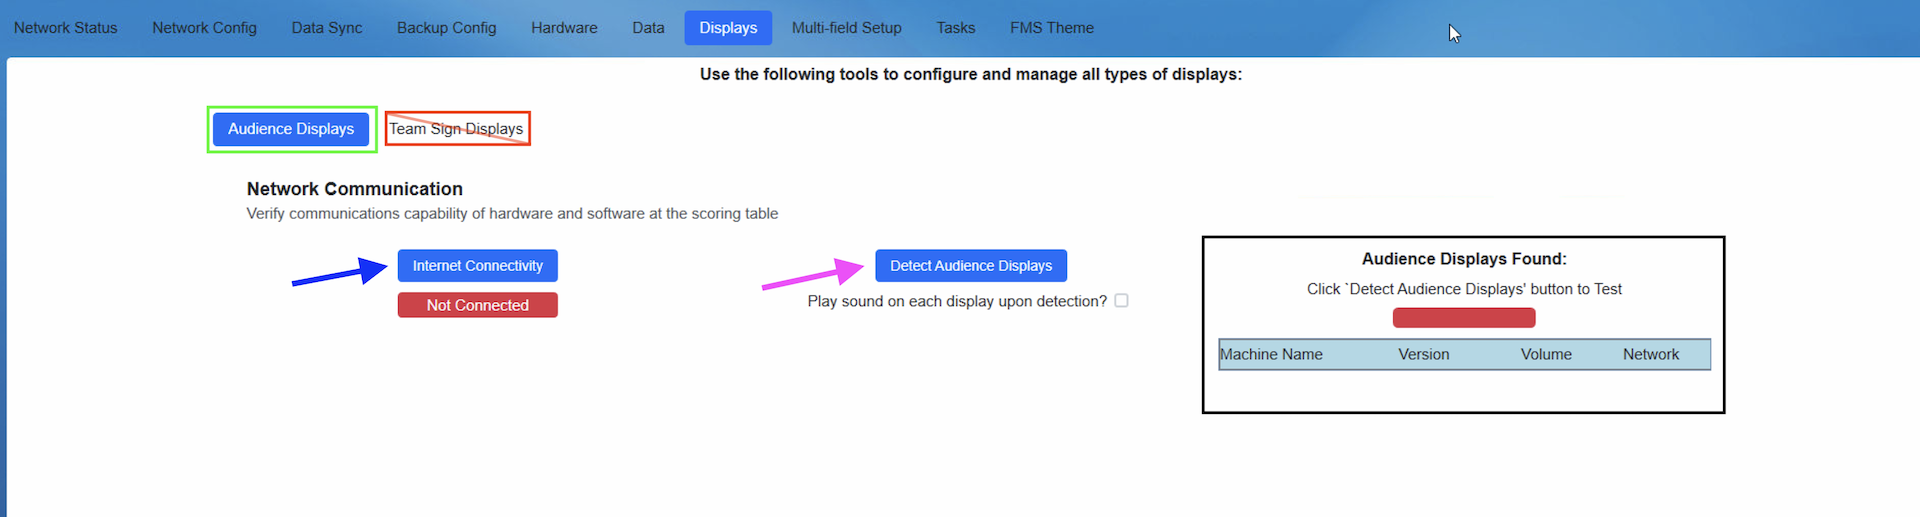 Network Status Network Config Data Sync Backup Config Hardware Data Displays Multi-field Setup Tasks FMS Theme
Use the following tools to configure and manage all types of displays:
Audience Displays Team Sign Displays
Network Communication
Verify communications capability of hardware and software at the scoring table
Internet Connectivity
Not Connected
Detect Audience Displays
Play sound on each display upon detection?
Audience Displays Found:
Click `Detect Audience Displays' button to Test
Machine Name Version Volume Network